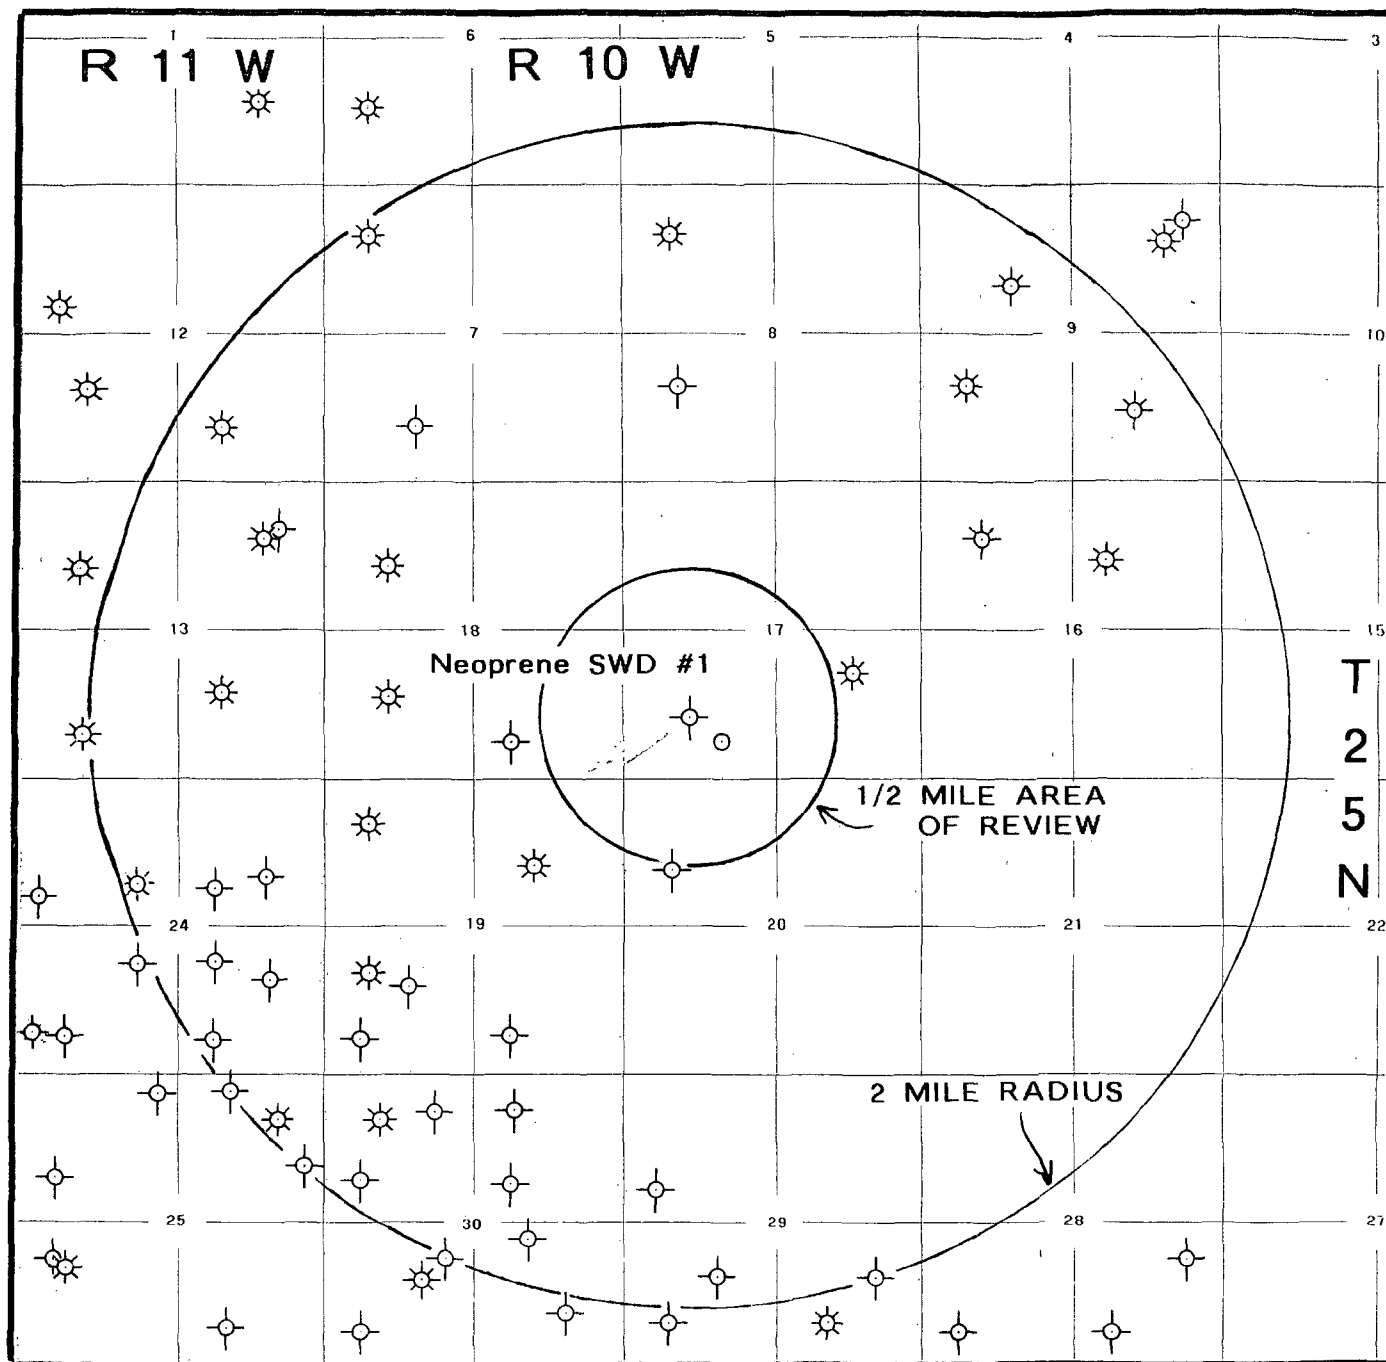 1 6 5 4 3
R 11 W R 10 W
12 7 8 9 10
13 18 17 16 15
Neoprene SWD #1
T
2
5
N
1/2 MILE AREA
OF REVIEW
24 19 20 21 22
2 MILE RADIUS
25 30 29 28 27